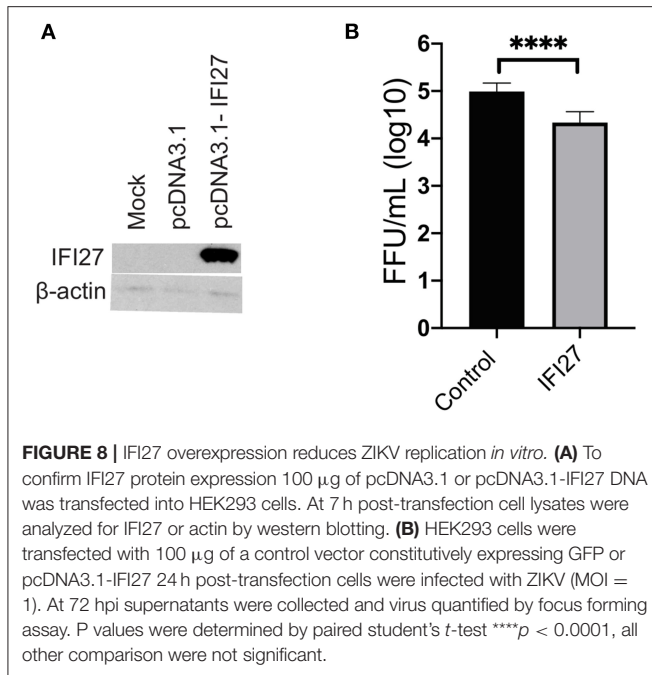 A
Mock
pcDNA3.1
pcDNA3.1- IFI27
IFI27
β-actin
B
****
6
5
4
3
2
1
0
FFU/mL (log10)
Control
IFI27
FIGURE 8 | IFI27 overexpression reduces ZIKV replication in vitro. (A) To
confirm IFI27 protein expression 100 μg of pcDNA3.1 or pcDNA3.1-IFI27 DNA
was transfected into HEK293 cells. At 7 h post-transfection cell lysates were
analyzed for IFI27 or actin by western blotting. (B) HEK293 cells were
transfected with 100 μg of a control vector constitutively expressing GFP or
pcDNA3.1-IFI27 24 h post-transfection cells were infected with ZIKV (MOI =
1). At 72 hpi supernatants were collected and virus quantified by focus forming
assay. P values were determined by paired student's t-test ****p < 0.0001, all
other comparison were not significant.